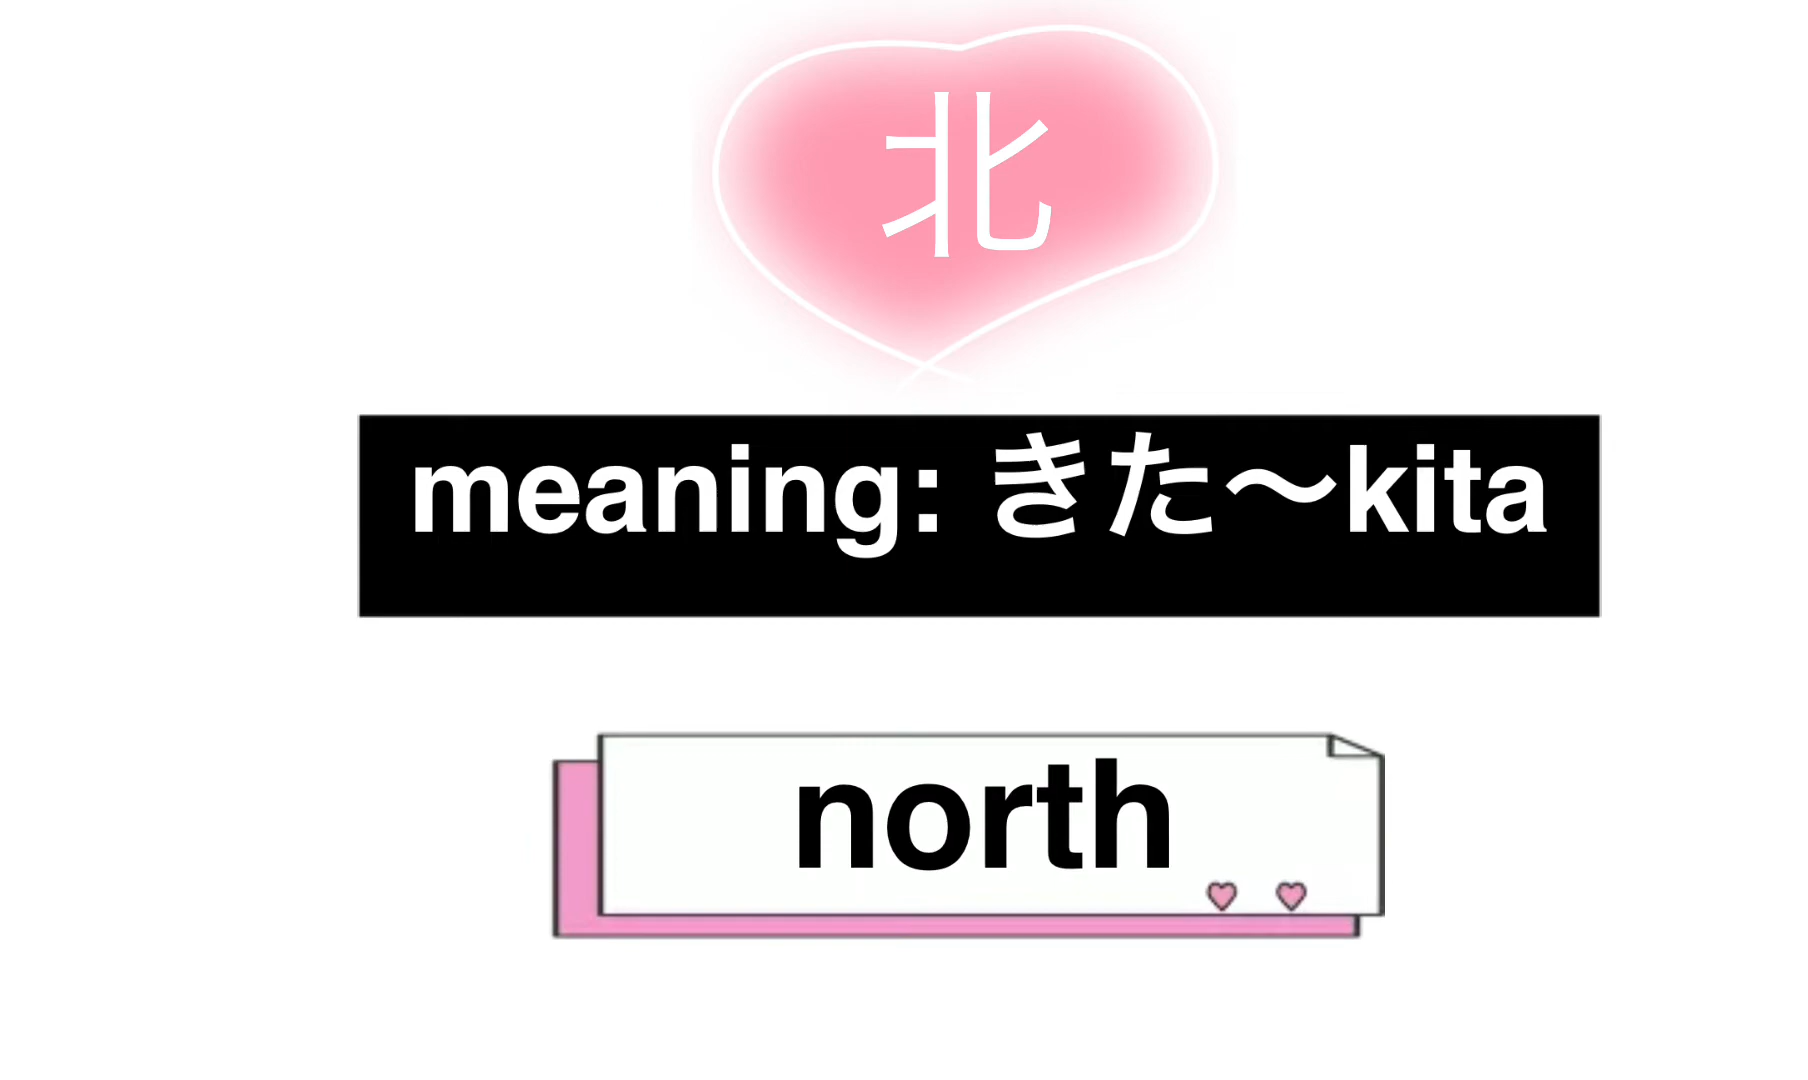 北
meaning: きた〜kita
north